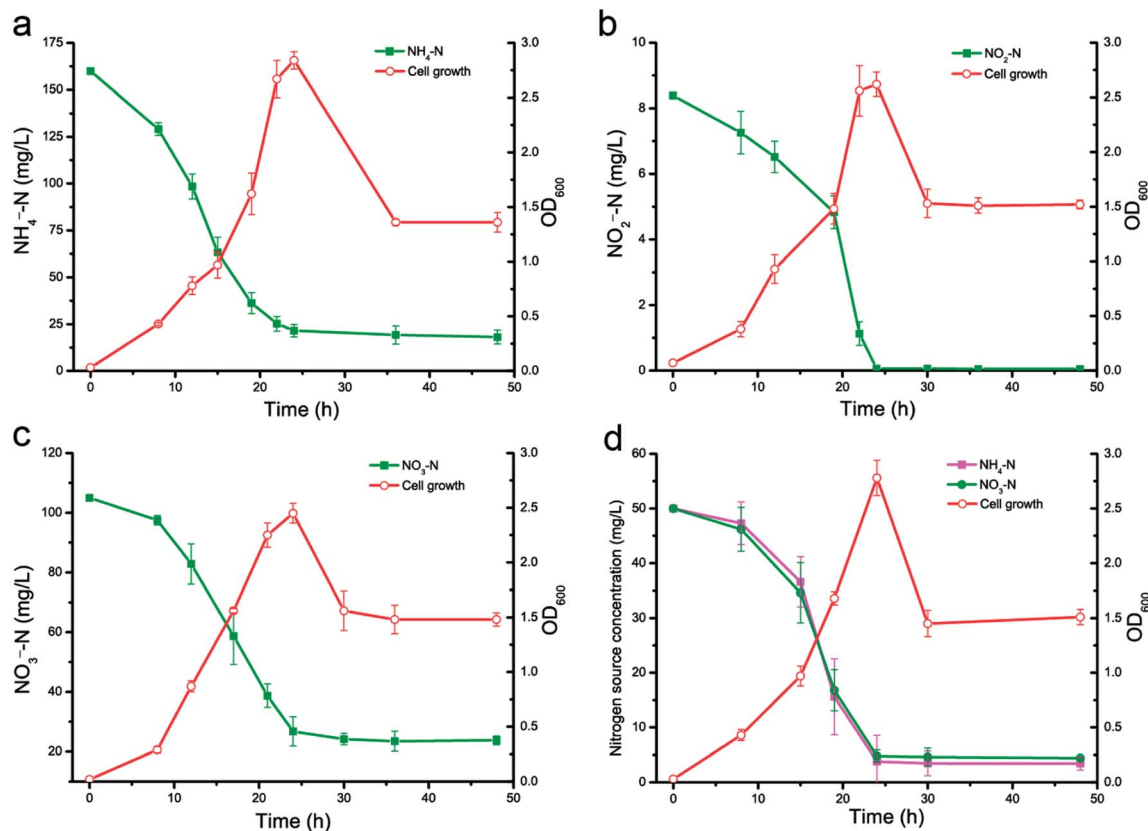 a
NH₄⁻-N
Cell growth
NH₄⁻-N (mg/L)
175
150
125
100
75
50
25
0
3.0
2.5
2.0
1.5
1.0
0.5
0.0
OD₆₀₀
0 10 20 30 40 50
Time (h)
b
NO₂⁻-N
Cell growth
NO₂⁻-N (mg/L)
10
8
6
4
2
0
3.0
2.5
2.0
1.5
1.0
0.5
0.0
OD₆₀₀
0 10 20 30 40 50
Time (h)
c
NO₃-N
Cell growth
NO₃⁻-N (mg/L)
120
100
80
60
40
20
3.0
2.5
2.0
1.5
1.0
0.5
0.0
OD₆₀₀
0 10 20 30 40 50
Time (h)
d
NH₄-N
NO₃-N
Cell growth
Nitrogen source concentration (mg/L)
60
50
40
30
20
10
0
3.0
2.5
2.0
1.5
1.0
0.5
0.0
OD₆₀₀
0 10 20 30 40 50
Time (h)